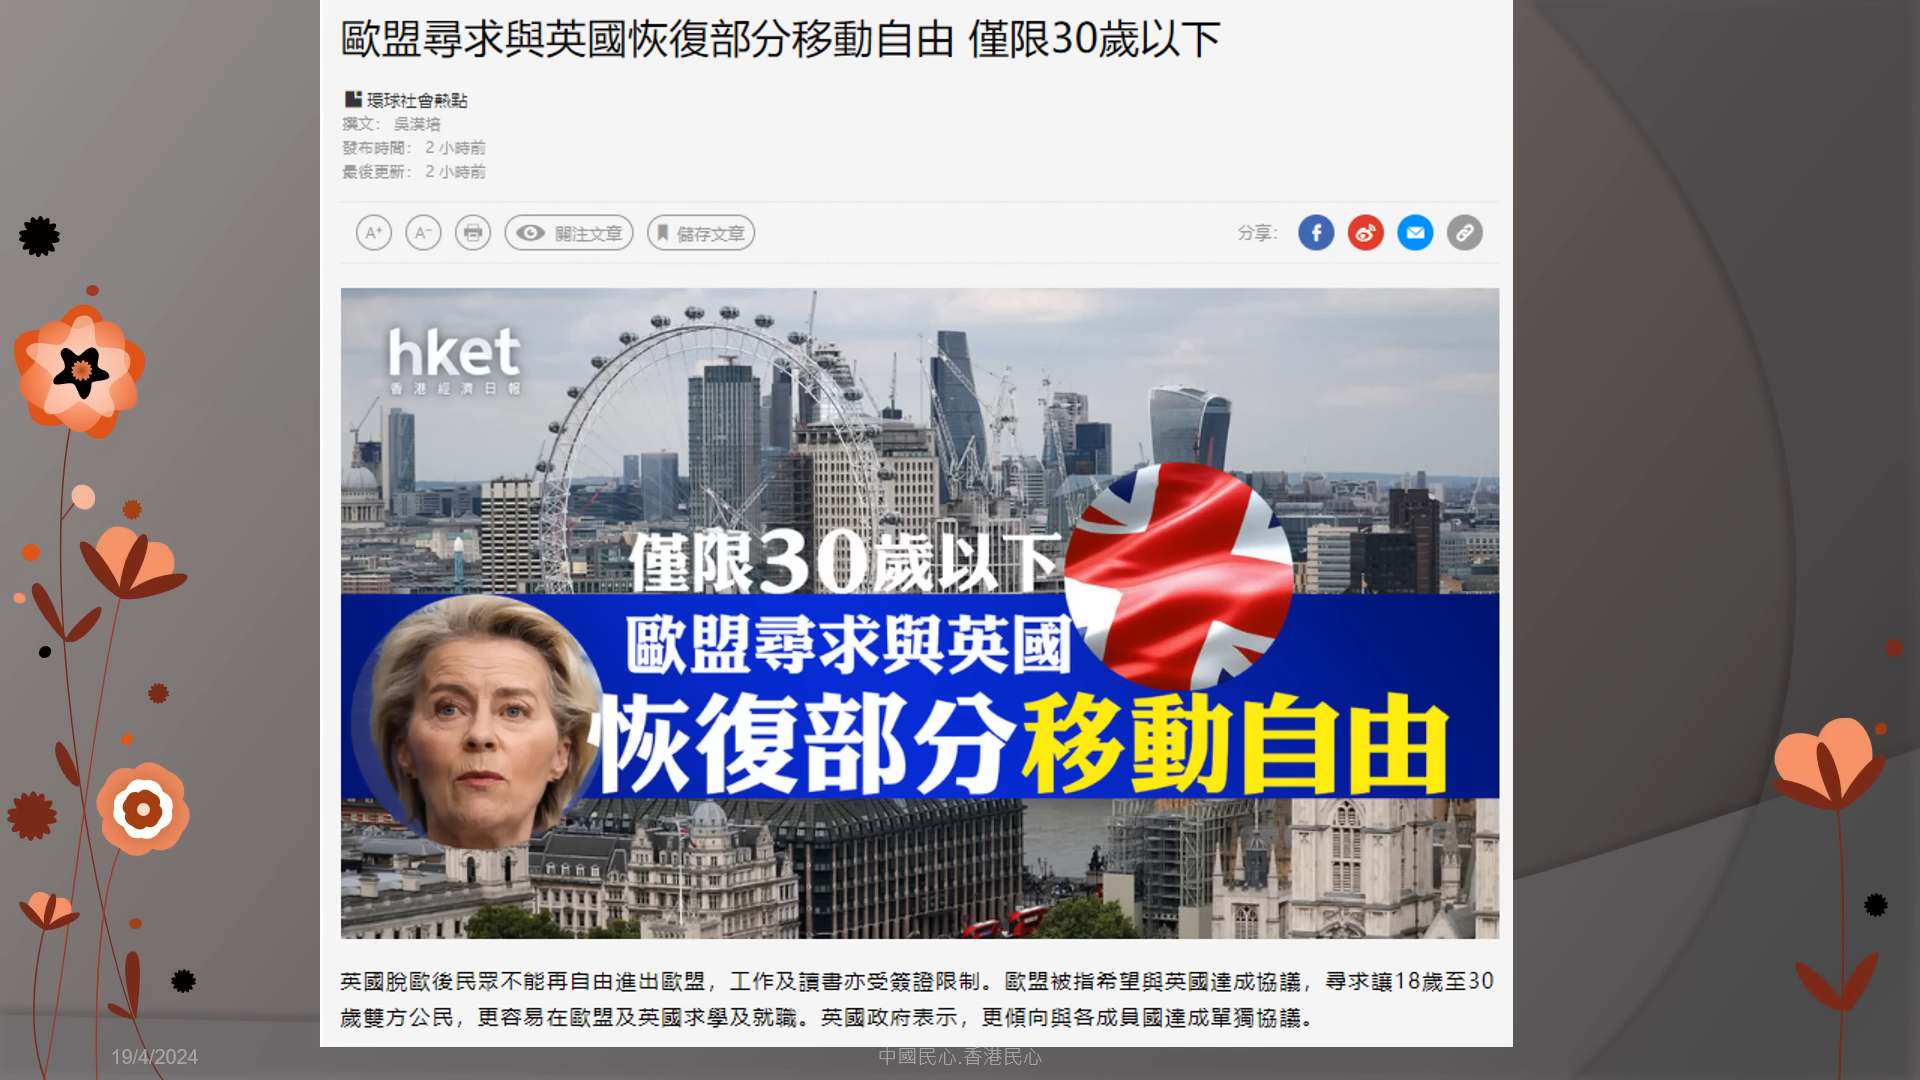 歐盟尋求與英國恢復部分移動自由 僅限30歲以下
環球社會熱點
撰文： 吳漢培
發布時間： 2 小時前
最後更新： 2 小時前
A+ A- 關注文章 儲存文章 分享：
hket
香港經濟日報
僅限30歲以下
歐盟尋求與英國
恢復部分移動自由
英國脫歐後民眾不能再自由進出歐盟，工作及讀書亦受簽證限制。歐盟被指希望與英國達成協議，尋求讓18歲至30
歲雙方公民，更容易在歐盟及英國求學及就職。英國政府表示，更傾向與各成員國達成單獨協議。
19/4/2024
中國民心.香港民心